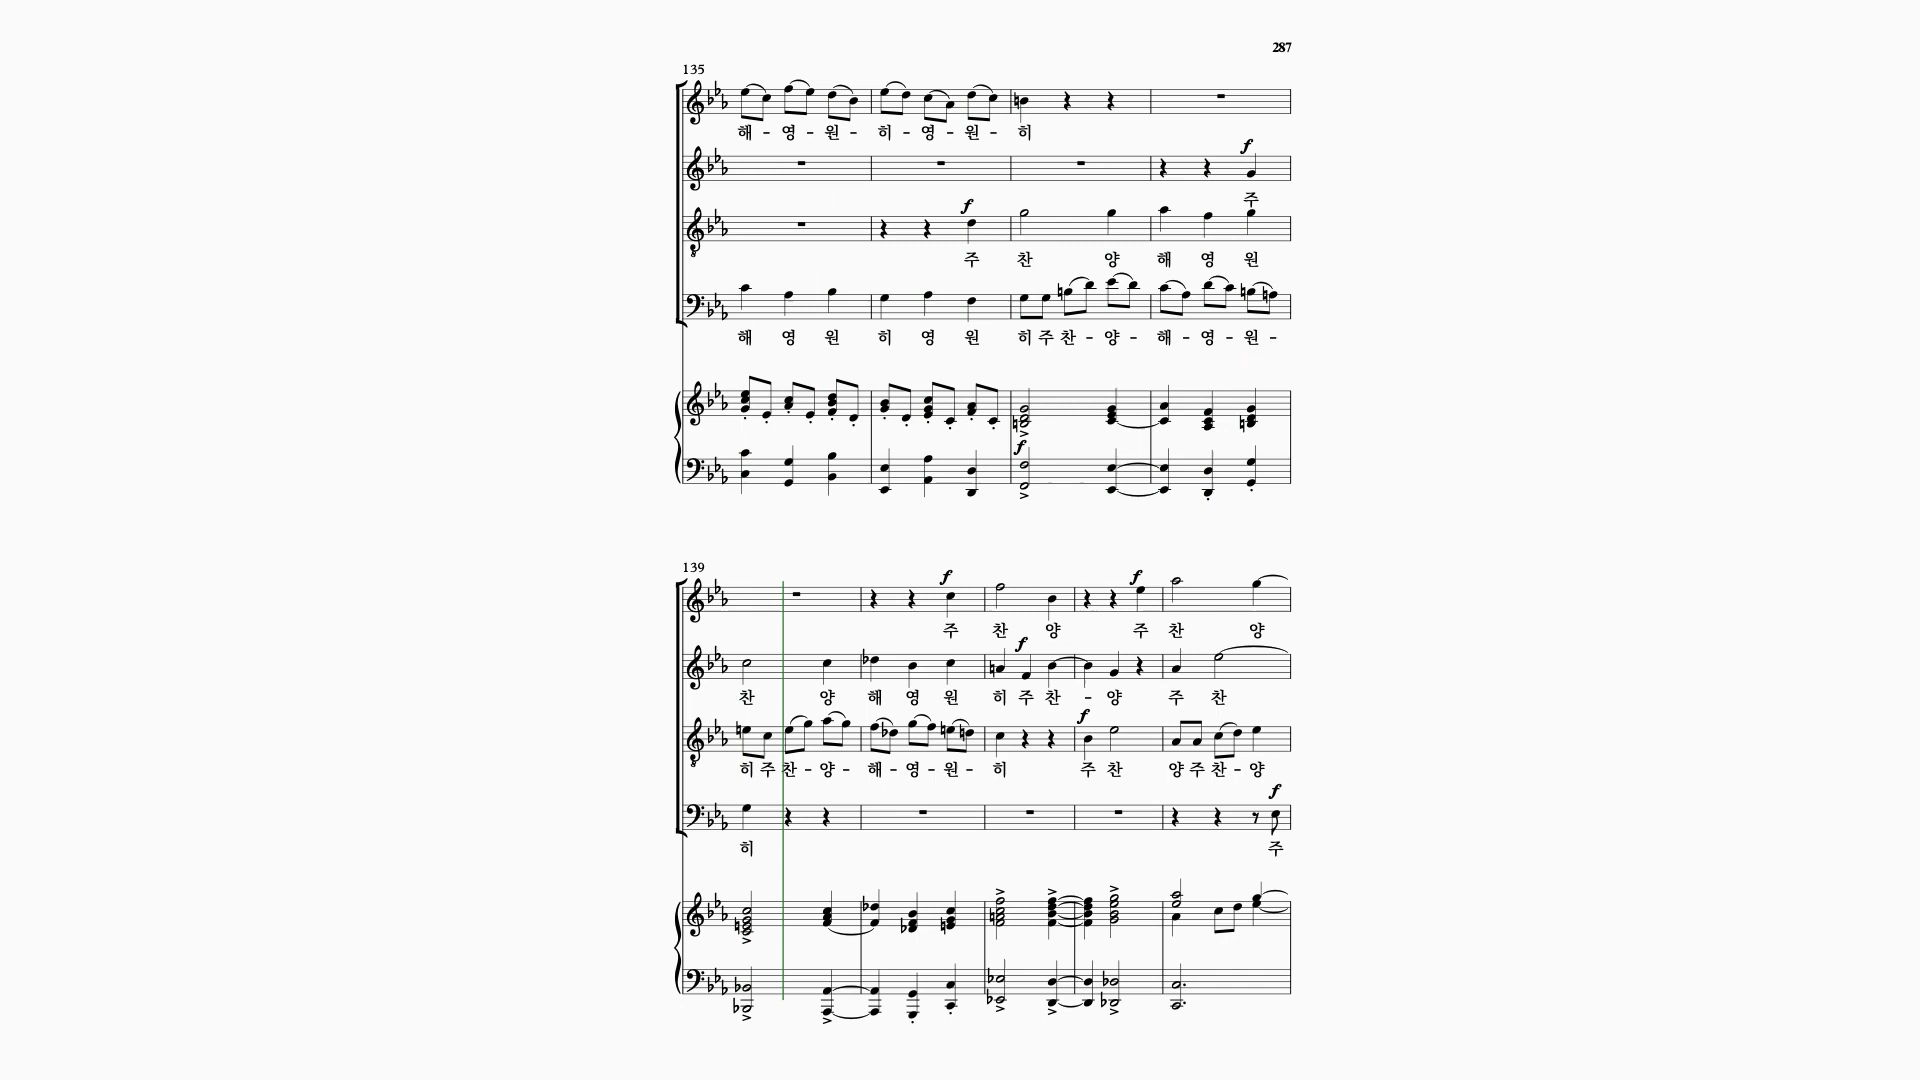 287
135
해 - 영 - 원 - 히 - 영 - 원 - 히
f
주
f
주 찬 양 해 영 원
해 영 원 히 영 원 히 주 찬 - 양 - 해 - 영 - 원 -
f
139
f f
주 찬 양 주 찬 양
f
찬 양 해 영 원 히 주 찬 - 양 주 찬
f
히 주 찬 - 양 - 해 - 영 - 원 - 히 주 찬 양 주 찬 - 양
f
히 주